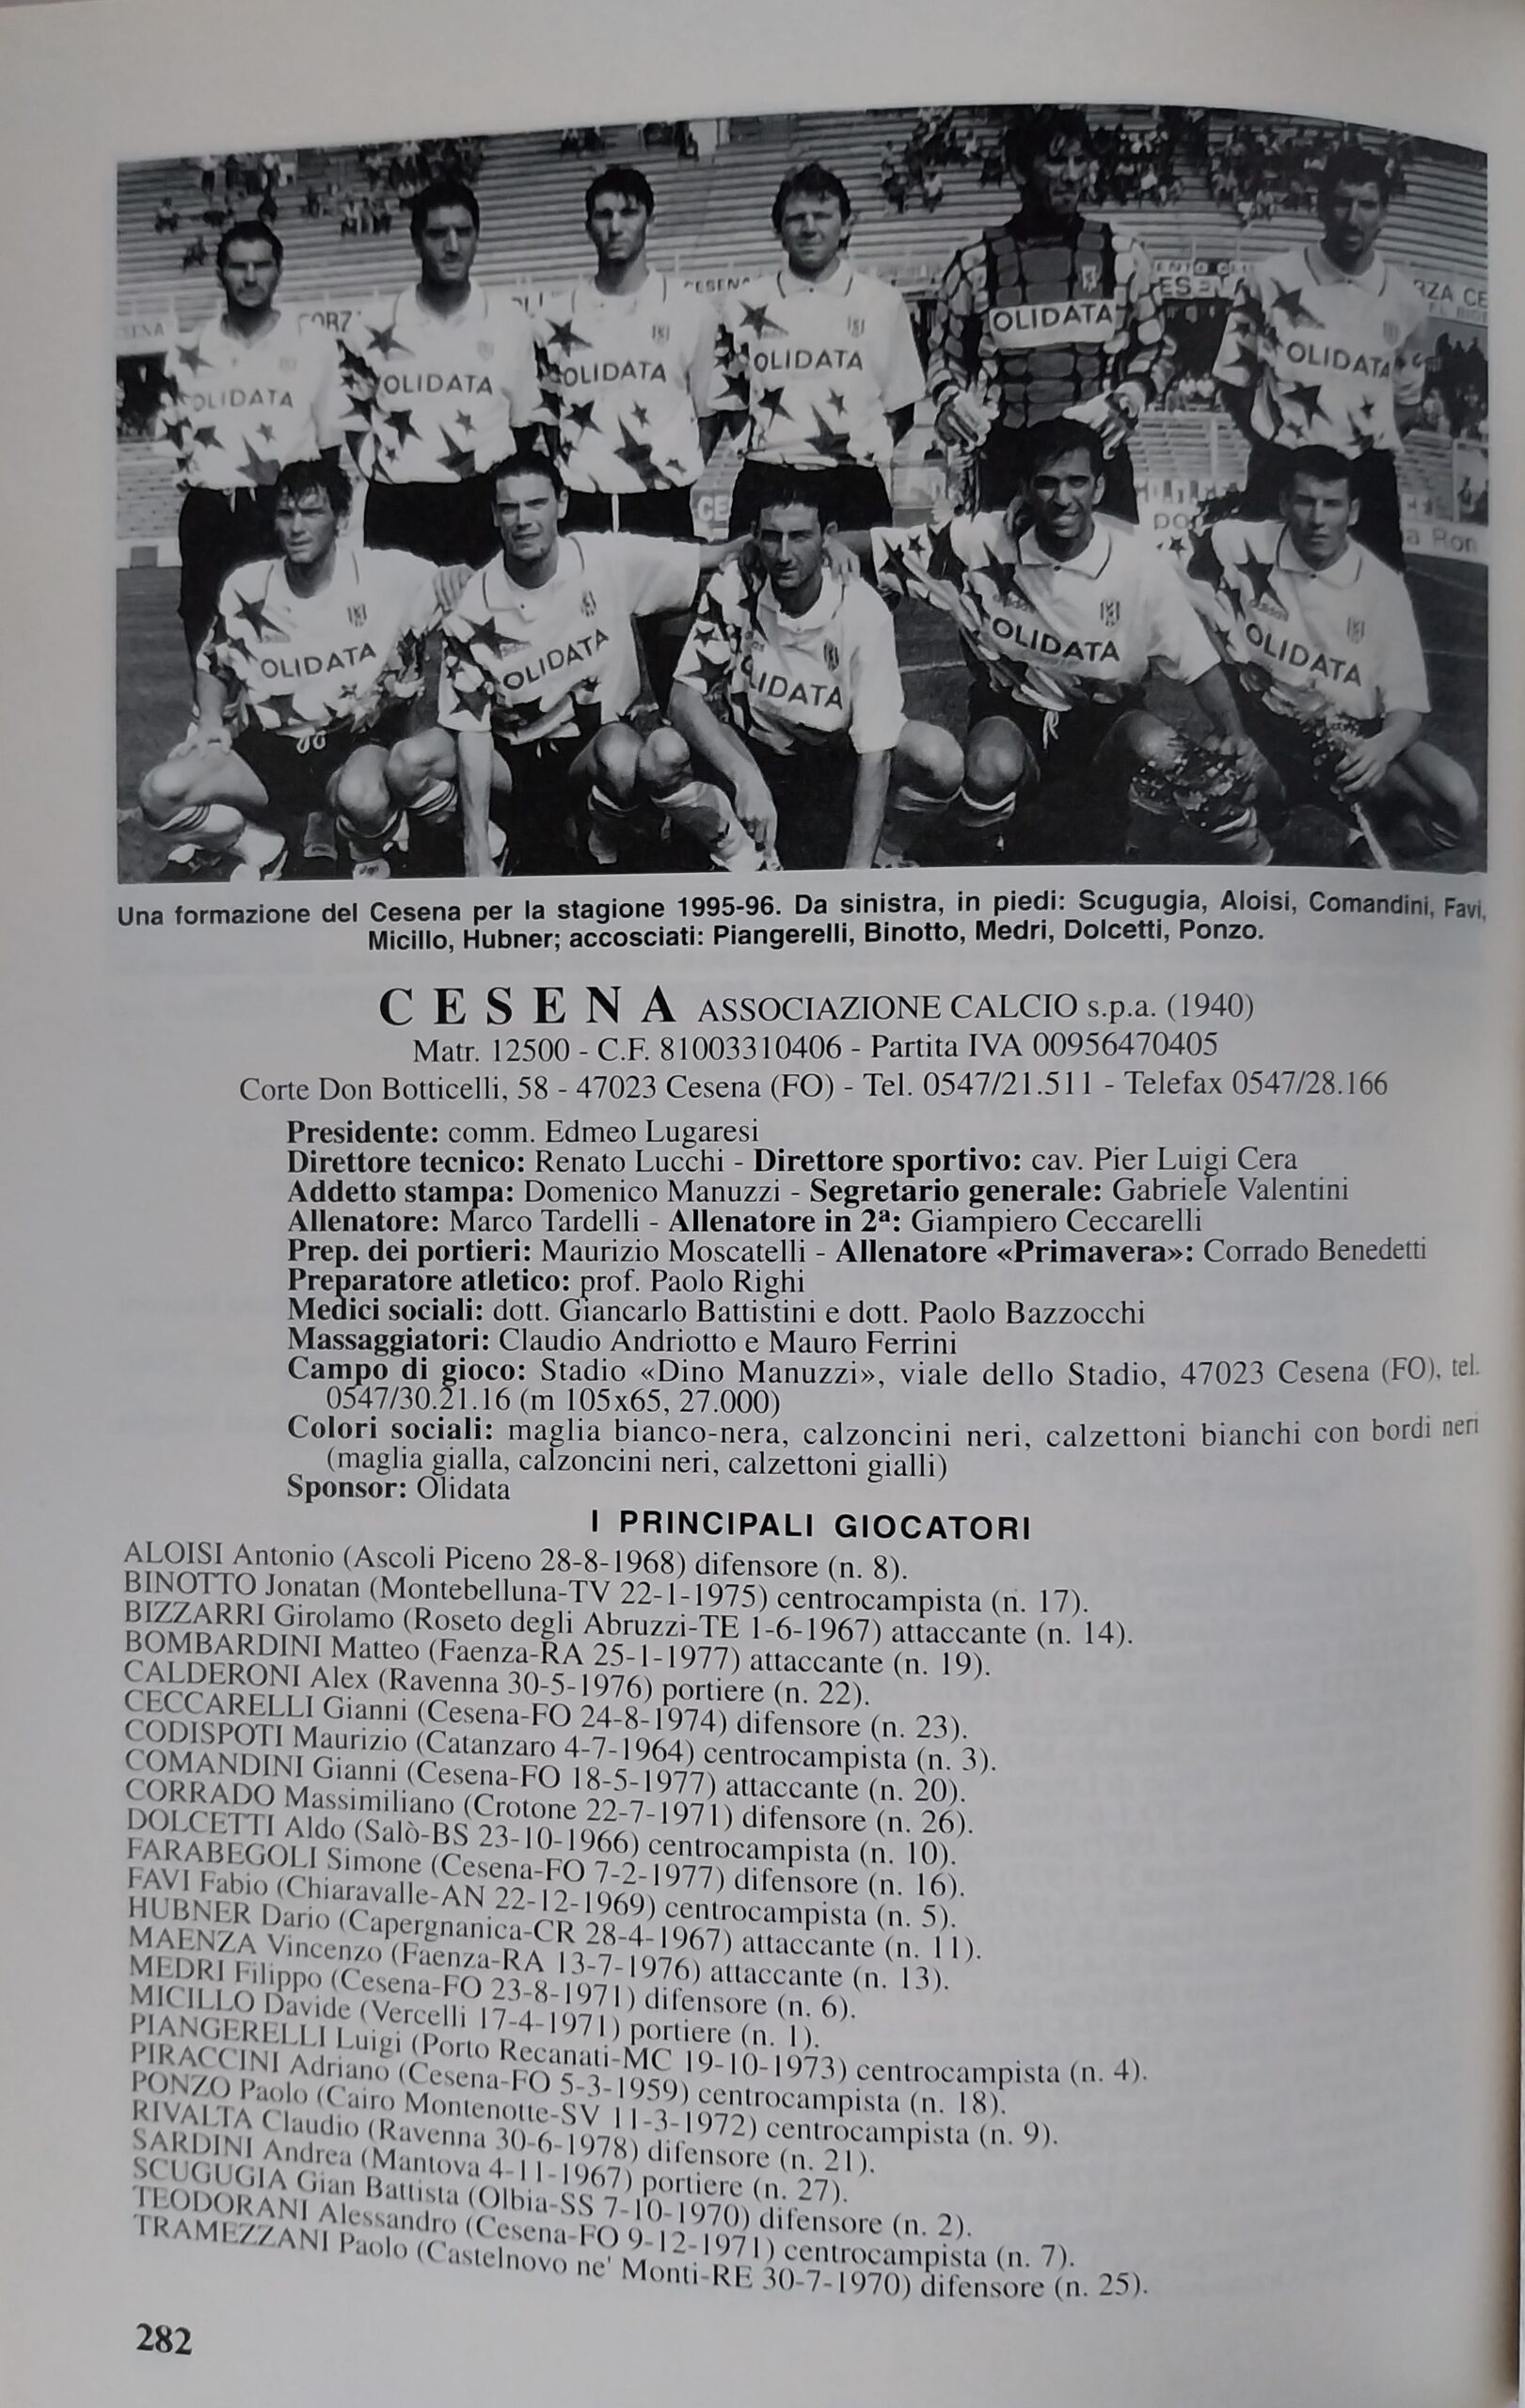 OLIDATA
OLIDATA
OLIDATA
OLIDATA
OLIDATA
OLIDATA
OLIDATA
OLIDATA
LIDATA
OLIDATA
OLIDATA
Una formazione del Cesena per la stagione 1995-96. Da sinistra, in piedi: Scugugia, Aloisi, Comandini, Favi,
Micillo, Hubner; accosciati: Piangerelli, Binotto, Medri, Dolcetti, Ponzo.
CESENA ASSOCIAZIONE CALCIO s.p.a. (1940)
Matr. 12500 - C.F. 81003310406 - Partita IVA 00956470405
Corte Don Botticelli, 58 - 47023 Cesena (FO) - Tel. 0547/21.511 - Telefax 0547/28.166
Presidente: comm. Edmeo Lugaresi
Direttore tecnico: Renato Lucchi - Direttore sportivo: cav. Pier Luigi Cera
Addetto stampa: Domenico Manuzzi - Segretario generale: Gabriele Valentini
Allenatore: Marco Tardelli - Allenatore in 2ª: Giampiero Ceccarelli
Prep. dei portieri: Maurizio Moscatelli - Allenatore «Primavera»: Corrado Benedetti
Preparatore atletico: prof. Paolo Righi
Medici sociali: dott. Giancarlo Battistini e dott. Paolo Bazzocchi
Massaggiatori: Claudio Andriotto e Mauro Ferrini
Campo di gioco: Stadio «Dino Manuzzi», viale dello Stadio, 47023 Cesena (FO), tel.
0547/30.21.16 (m 105x65, 27.000)
Colori sociali: maglia bianco-nera, calzoncini neri, calzettoni bianchi con bordi neri
(maglia gialla, calzoncini neri, calzettoni gialli)
Sponsor: Olidata
I PRINCIPALI GIOCATORI
ALOISI Antonio (Ascoli Piceno 28-8-1968) difensore (n. 8).
BINOTTO Jonatan (Montebelluna-TV 22-1-1975) centrocampista (n. 17).
BIZZARRI Girolamo (Roseto degli Abruzzi-TE 1-6-1967) attaccante (n. 14).
BOMBARDINI Matteo (Faenza-RA 25-1-1977) attaccante (n. 19).
CALDERONI Alex (Ravenna 30-5-1976) portiere (n. 22).
CECCARELLI Gianni (Cesena-FO 24-8-1974) difensore (n. 23).
CODISPOTI Maurizio (Catanzaro 4-7-1964) centrocampista (n. 3).
COMANDINI Gianni (Cesena-FO 18-5-1977) attaccante (n. 20).
CORRADO Massimiliano (Crotone 22-7-1971) difensore (n. 26).
DOLCETTI Aldo (Salò-BS 23-10-1966) centrocampista (n. 10).
FARABEGOLI Simone (Cesena-FO 7-2-1977) difensore (n. 16).
FAVI Fabio (Chiaravalle-AN 22-12-1969) centrocampista (n. 5).
HUBNER Dario (Capergnanica-CR 28-4-1967) attaccante (n. 11).
MAENZA Vincenzo (Faenza-RA 13-7-1976) attaccante (n. 13).
MEDRI Filippo (Cesena-FO 23-8-1971) difensore (n. 6).
MICILLO Davide (Vercelli 17-4-1971) portiere (n. 1).
PIANGERELLI Luigi (Porto Recanati-MC 19-10-1973) centrocampista (n. 4).
PIRACCINI Adriano (Cesena-FO 5-3-1959) centrocampista (n. 18).
PONZO Paolo (Cairo Montenotte-SV 11-3-1972) centrocampista (n. 9).
RIVALTA Claudio (Ravenna 30-6-1978) difensore (n. 21).
SARDINI Andrea (Mantova 4-11-1967) portiere (n. 27).
SCUGUGIA Gian Battista (Olbia-SS 7-10-1970) difensore (n. 2).
TEODORANI Alessandro (Cesena-FO 9-12-1971) centrocampista (n. 7).
TRAMEZZANI Paolo (Castelnovo ne' Monti-RE 30-7-1970) difensore (n. 25).
282